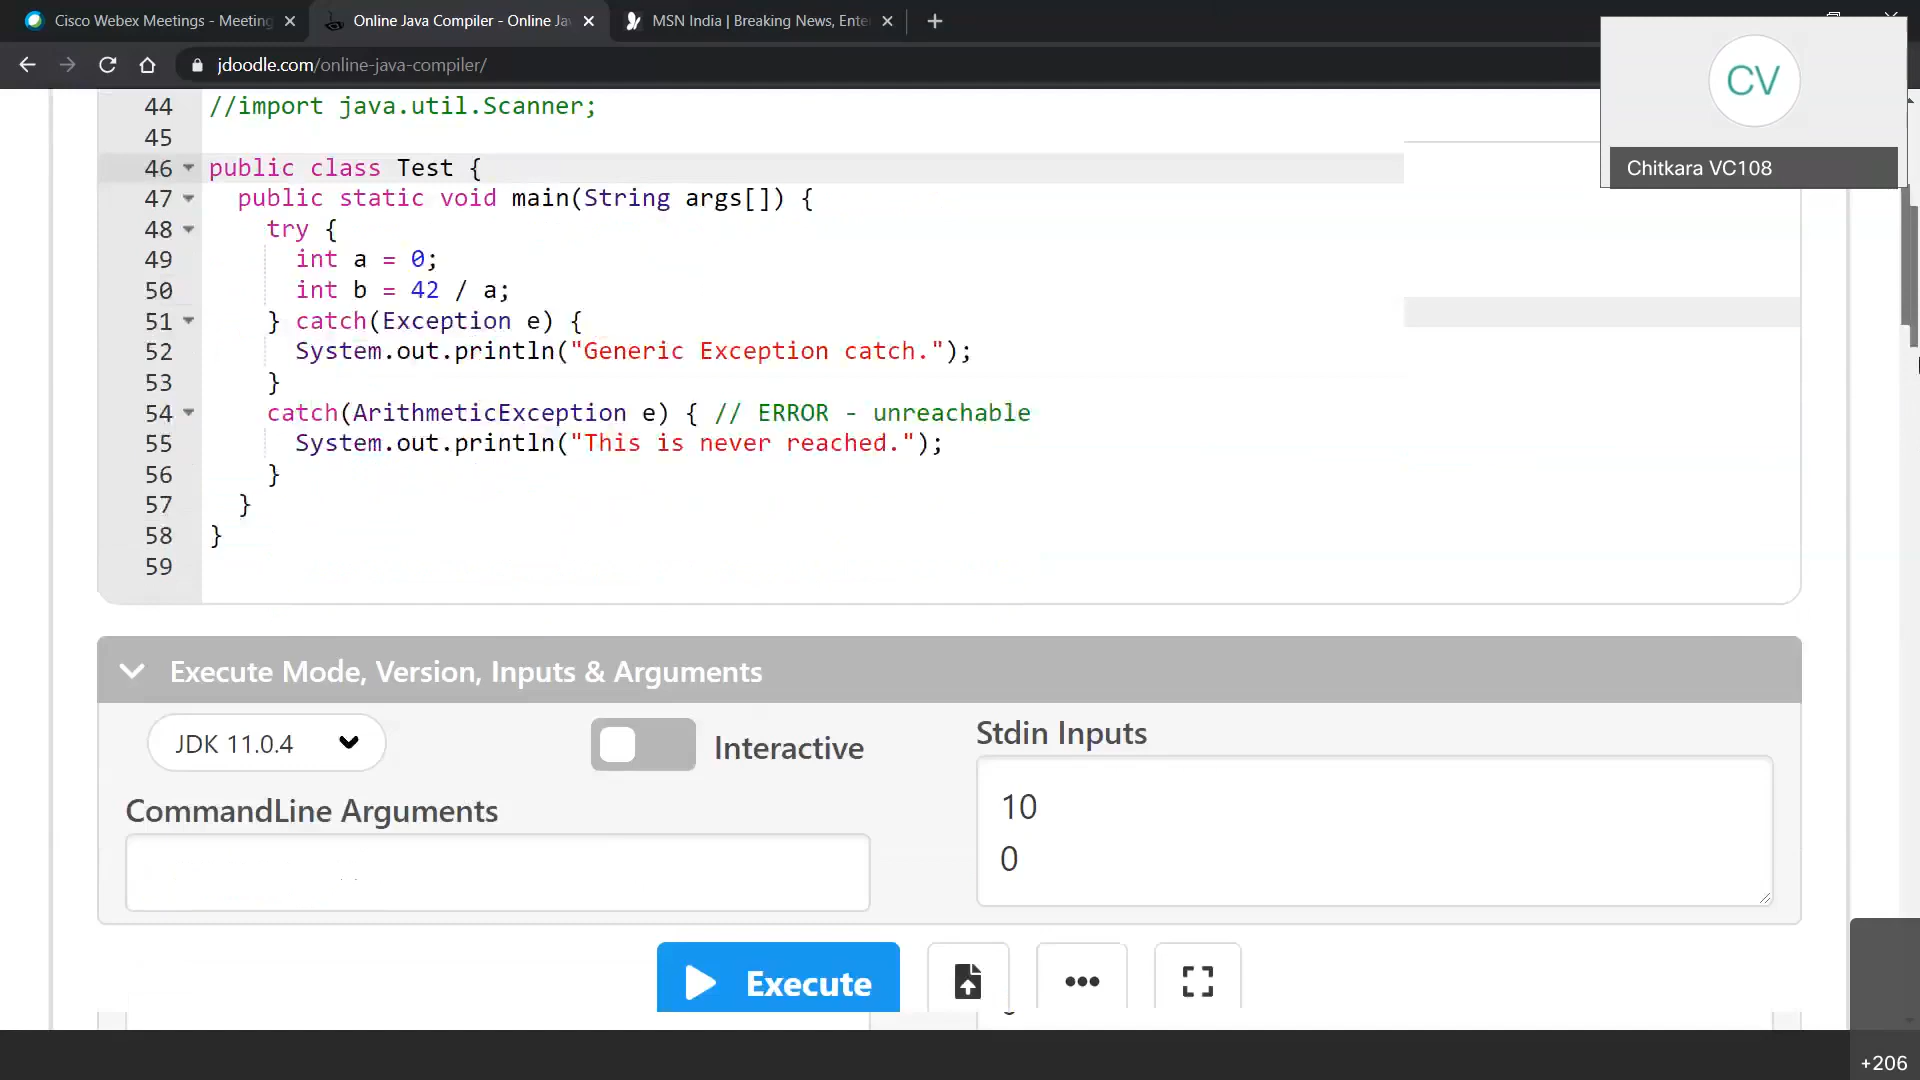 Cisco Webex Meetings - Meeting
Online Java Compiler - Online Jav
MSN India | Breaking News, Enter
jdoodle.com/online-java-compiler/
CV
Chitkara VC108
44 //import java.util.Scanner;
45
46 public class Test {
47 public static void main(String args[]) {
48 try {
49 int a = 0;
50 int b = 42 / a;
51 } catch(Exception e) {
52 System.out.println("Generic Exception catch.");
53 }
54 catch(ArithmeticException e) { // ERROR - unreachable
55 System.out.println("This is never reached.");
56 }
57 }
58 }
59
Execute Mode, Version, Inputs & Arguments
JDK 11.0.4
Interactive
Stdin Inputs
CommandLine Arguments
10
0
Execute
+206